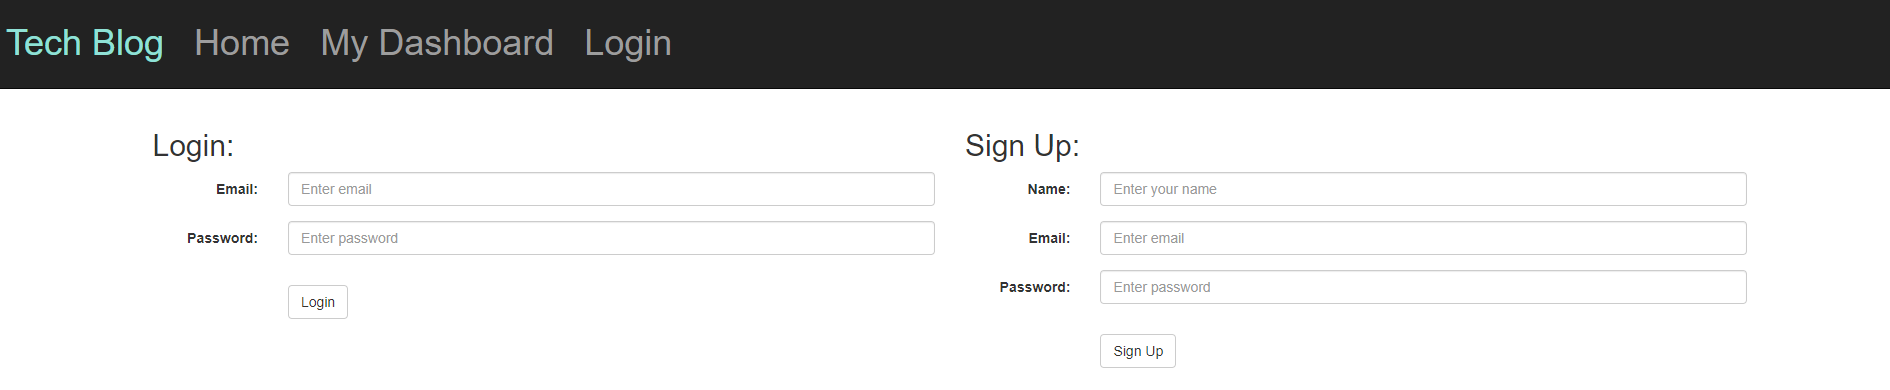 Tech Blog Home My Dashboard Login
Login:
Email: Enter email
Password: Enter password
Login
Sign Up:
Name: Enter your name
Email: Enter email
Password: Enter password
Sign Up